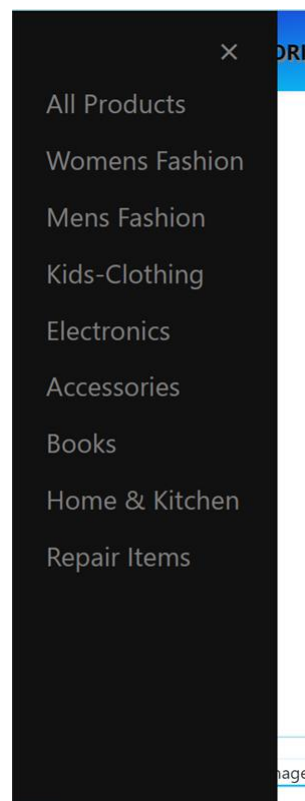 ×
All Products
Womens Fashion
Mens Fashion
Kids-Clothing
Electronics
Accessories
Books
Home & Kitchen
Repair Items